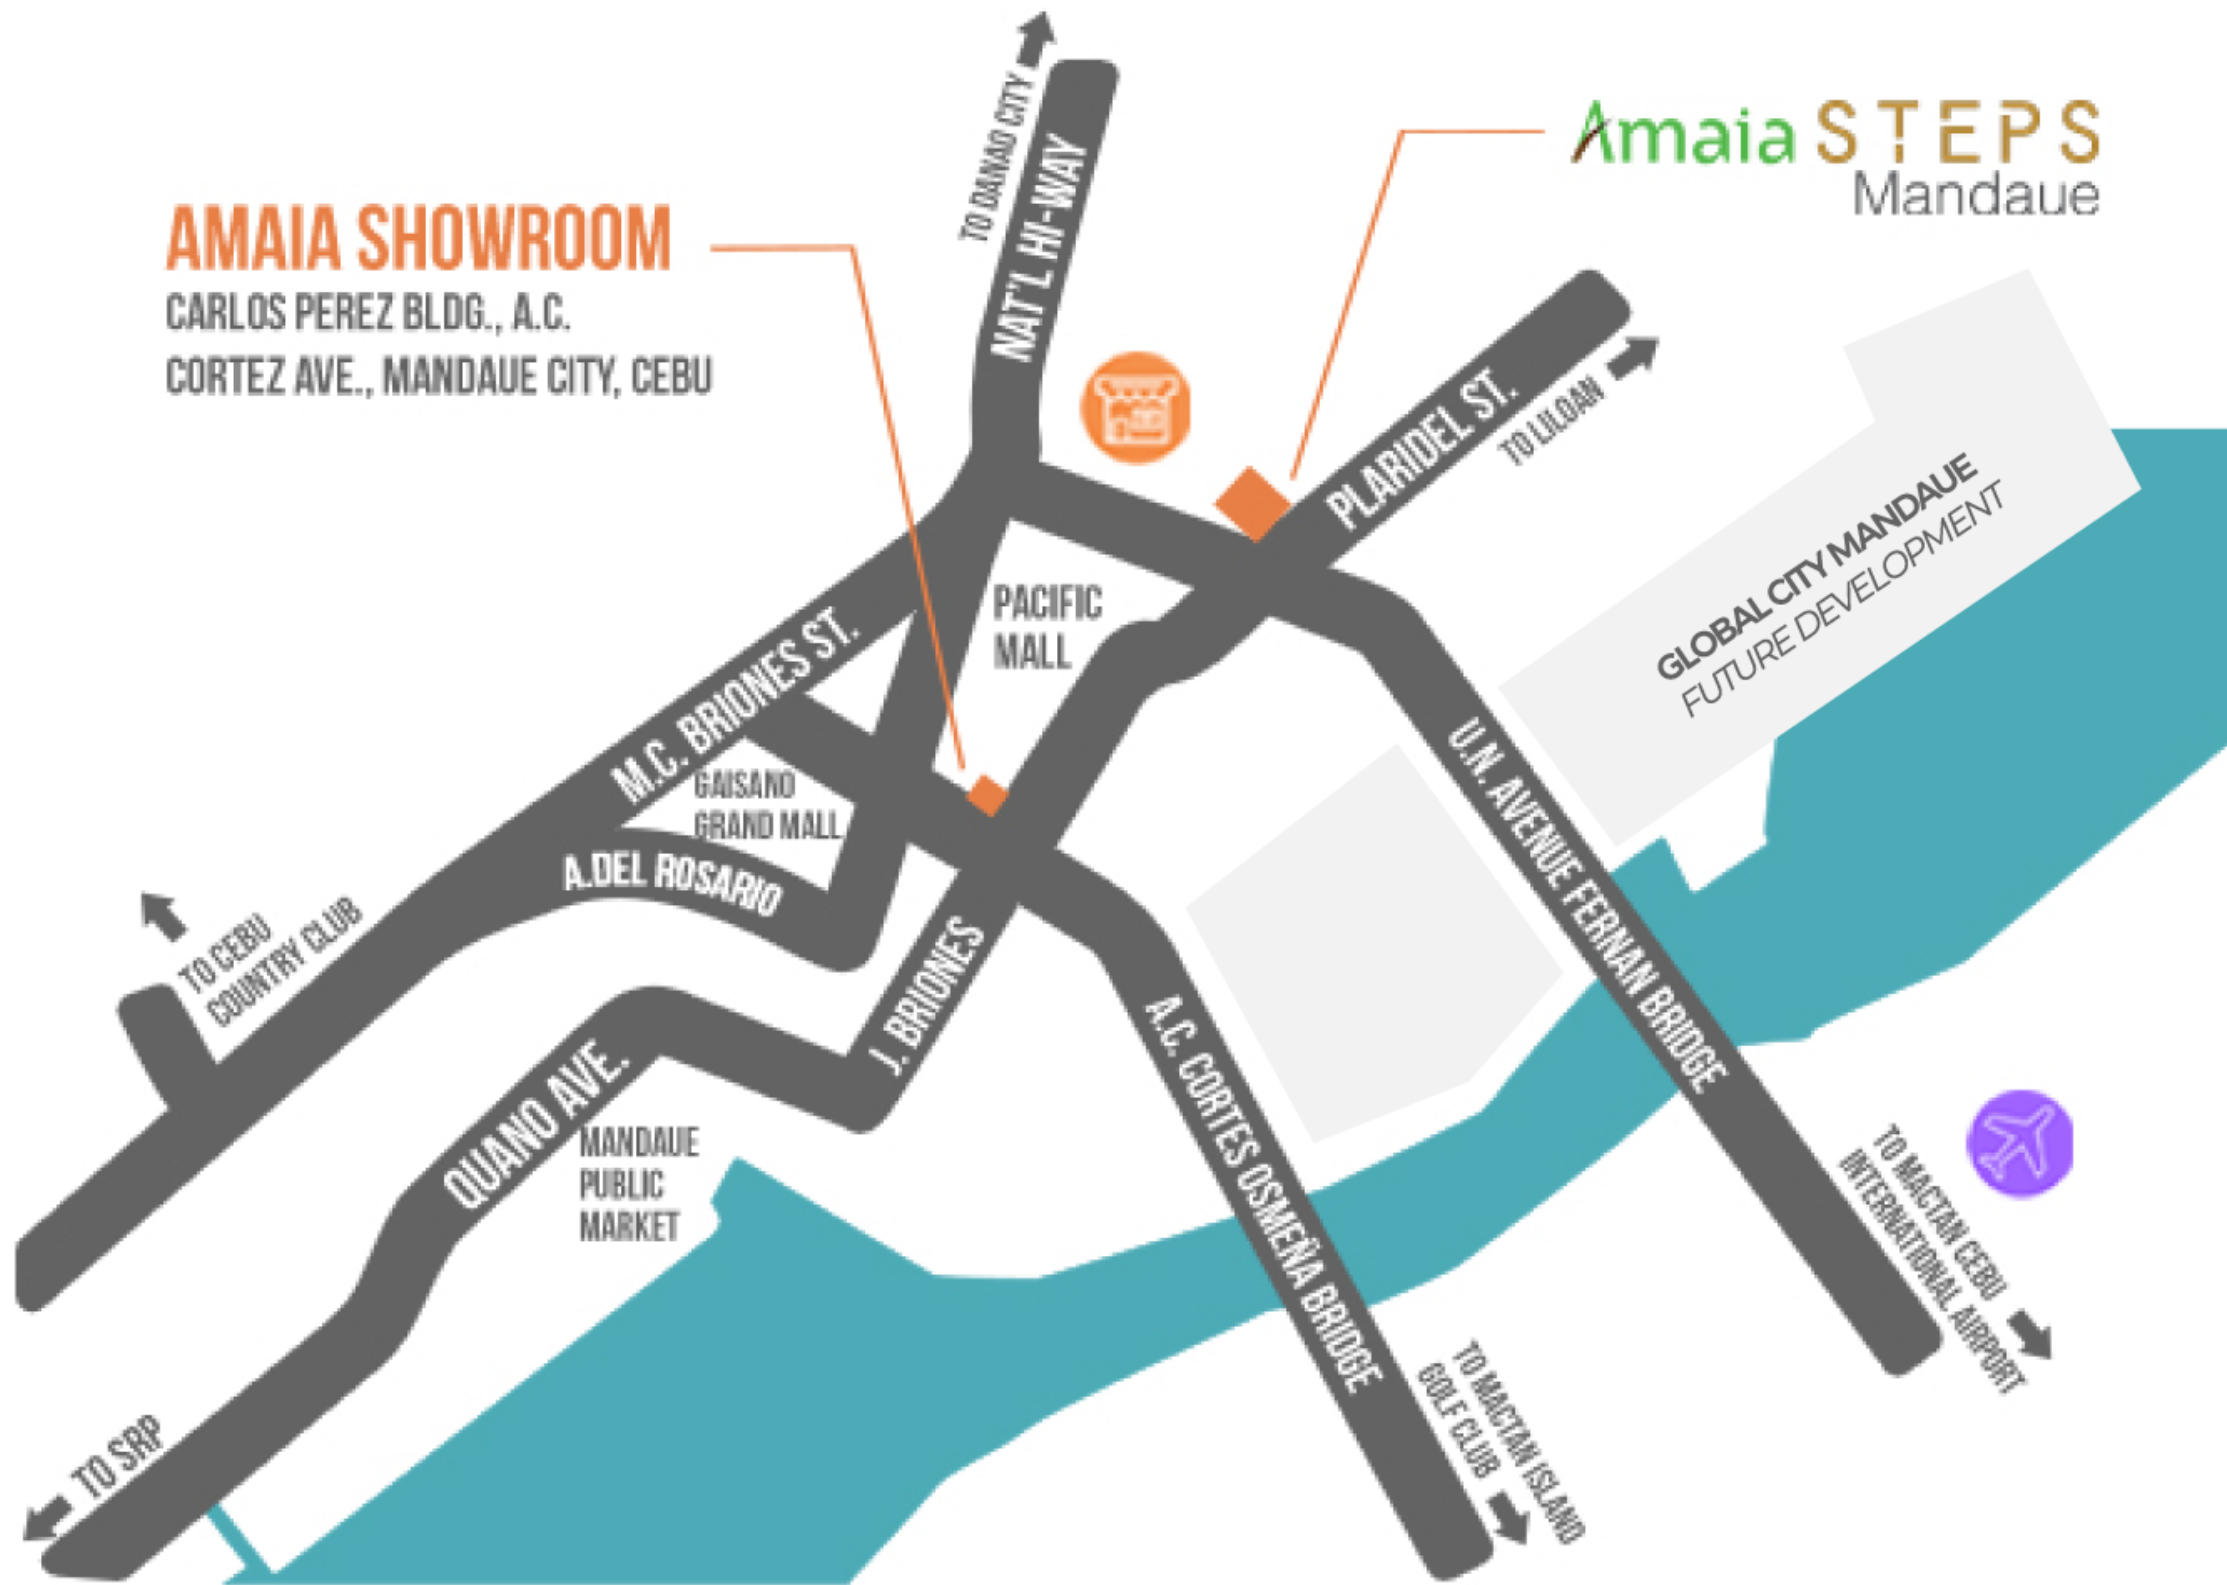 TO DANAO CITY
NAT'L HI-WAY
Amaia STEPS
Mandaue
AMAIA SHOWROOM
CARLOS PEREZ BLDG., A.C.
CORTEZ AVE., MANDAUE CITY, CEBU
PLARIDEL ST.
TO LILOAN
GLOBAL CITY MANDAUE
FUTURE DEVELOPMENT
PACIFIC
MALL
M.C. BRIONES ST.
GAISANO
GRAND MALL
A.DEL ROSARIO
U.N. AVENUE FERNAN BRIDGE
TO CEBU
COUNTRY CLUB
J. BRIONES
A.C. CORTES OSMEÑA BRIDGE
QUANO AVE.
MANDAUE
PUBLIC
MARKET
TO MACTAN CEBU
INTERNATIONAL AIRPORT
TO MACTAN ISLAND
GOLF CLUB
TO SRP